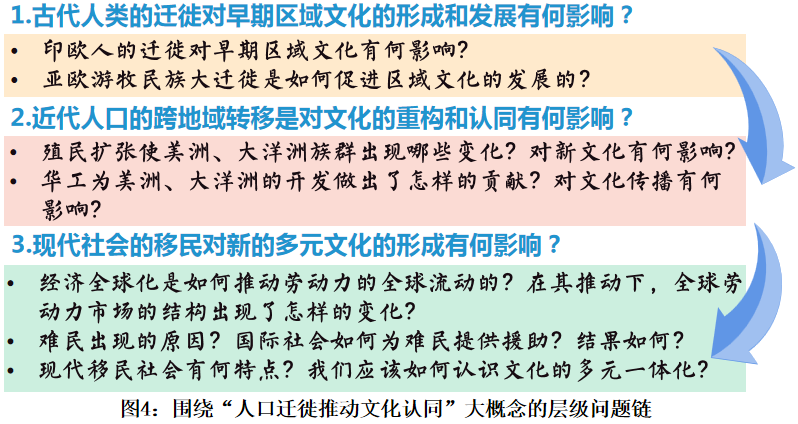 1.古代人类的迁徙对早期区域文化的形成和发展有何影响？
• 印欧人的迁徙对早期区域文化有何影响?
• 亚欧游牧民族大迁徙是如何促进区域文化的发展的?
2.近代人口的跨地域转移是对文化的重构和认同有何影响？
• 殖民扩张使美洲、大洋洲族群出现哪些变化? 对新文化有何影响?
• 华工为美洲、大洋洲的开发做出了怎样的贡献? 对文化传播有何
影响?
3.现代社会的移民对新的多元文化的形成有何影响？
• 经济全球化是如何推动劳动力的全球流动的? 在其推动下，全球劳
动力市场的结构出现了怎样的变化?
• 难民出现的原因? 国际社会如何为难民提供援助? 结果如何?
• 现代移民社会有何特点? 我们应该如何认识文化的多元一体化?
图4：围绕“人口迁徙推动文化认同”大概念的层级问题链